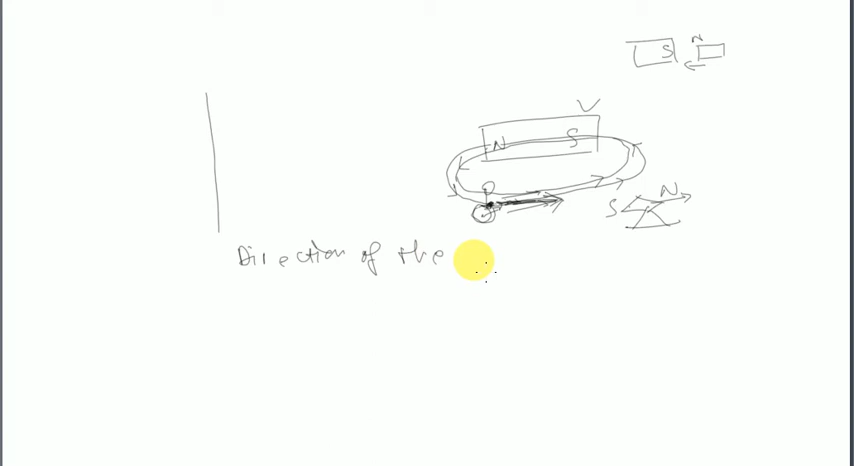 S N
V
N S
P
S N
Direction of the